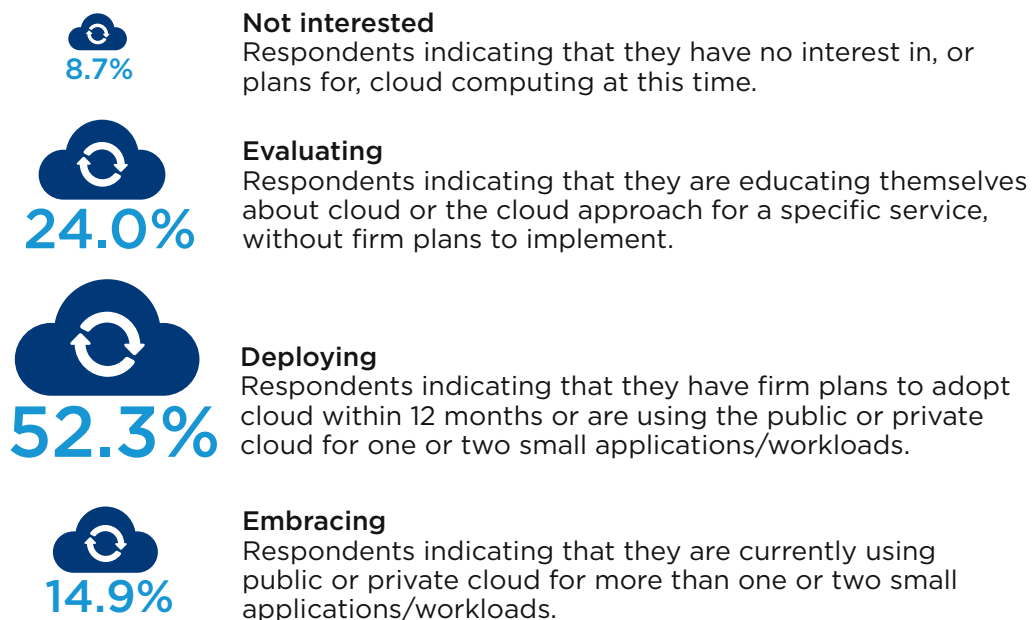 Not interested
8.7%
Respondents indicating that they have no interest in, or
plans for, cloud computing at this time.
Evaluating
24.0%
Respondents indicating that they are educating themselves
about cloud or the cloud approach for a specific service,
without firm plans to implement.
Deploying
52.3%
Respondents indicating that they have firm plans to adopt
cloud within 12 months or are using the public or private
cloud for one or two small applications/workloads.
Embracing
14.9%
Respondents indicating that they are currently using
public or private cloud for more than one or two small
applications/workloads.